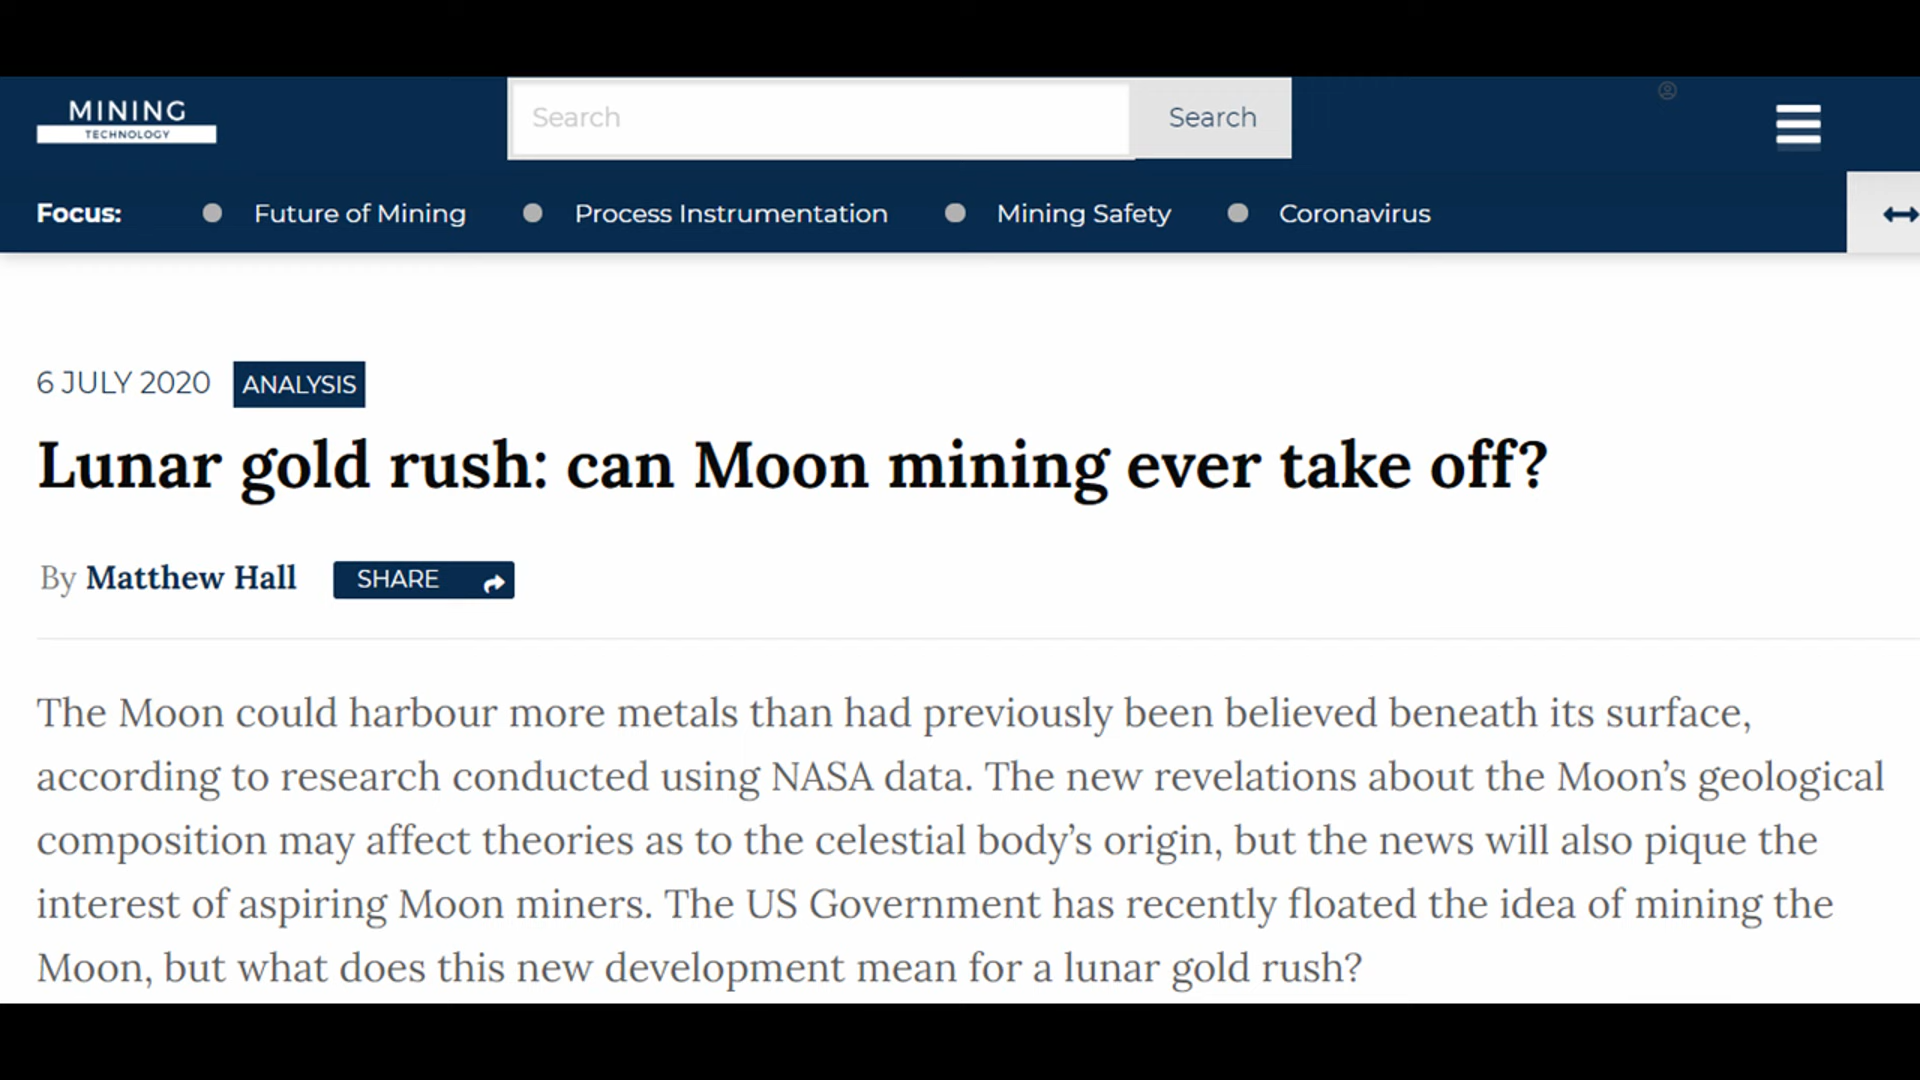 MINING
TECHNOLOGY
Search Search
Focus: Future of Mining Process Instrumentation Mining Safety Coronavirus
6 JULY 2020 ANALYSIS
Lunar gold rush: can Moon mining ever take off?
By Matthew Hall SHARE
The Moon could harbour more metals than had previously been believed beneath its surface,
according to research conducted using NASA data. The new revelations about the Moon’s geological
composition may affect theories as to the celestial body’s origin, but the news will also pique the
interest of aspiring Moon miners. The US Government has recently floated the idea of mining the
Moon, but what does this new development mean for a lunar gold rush?